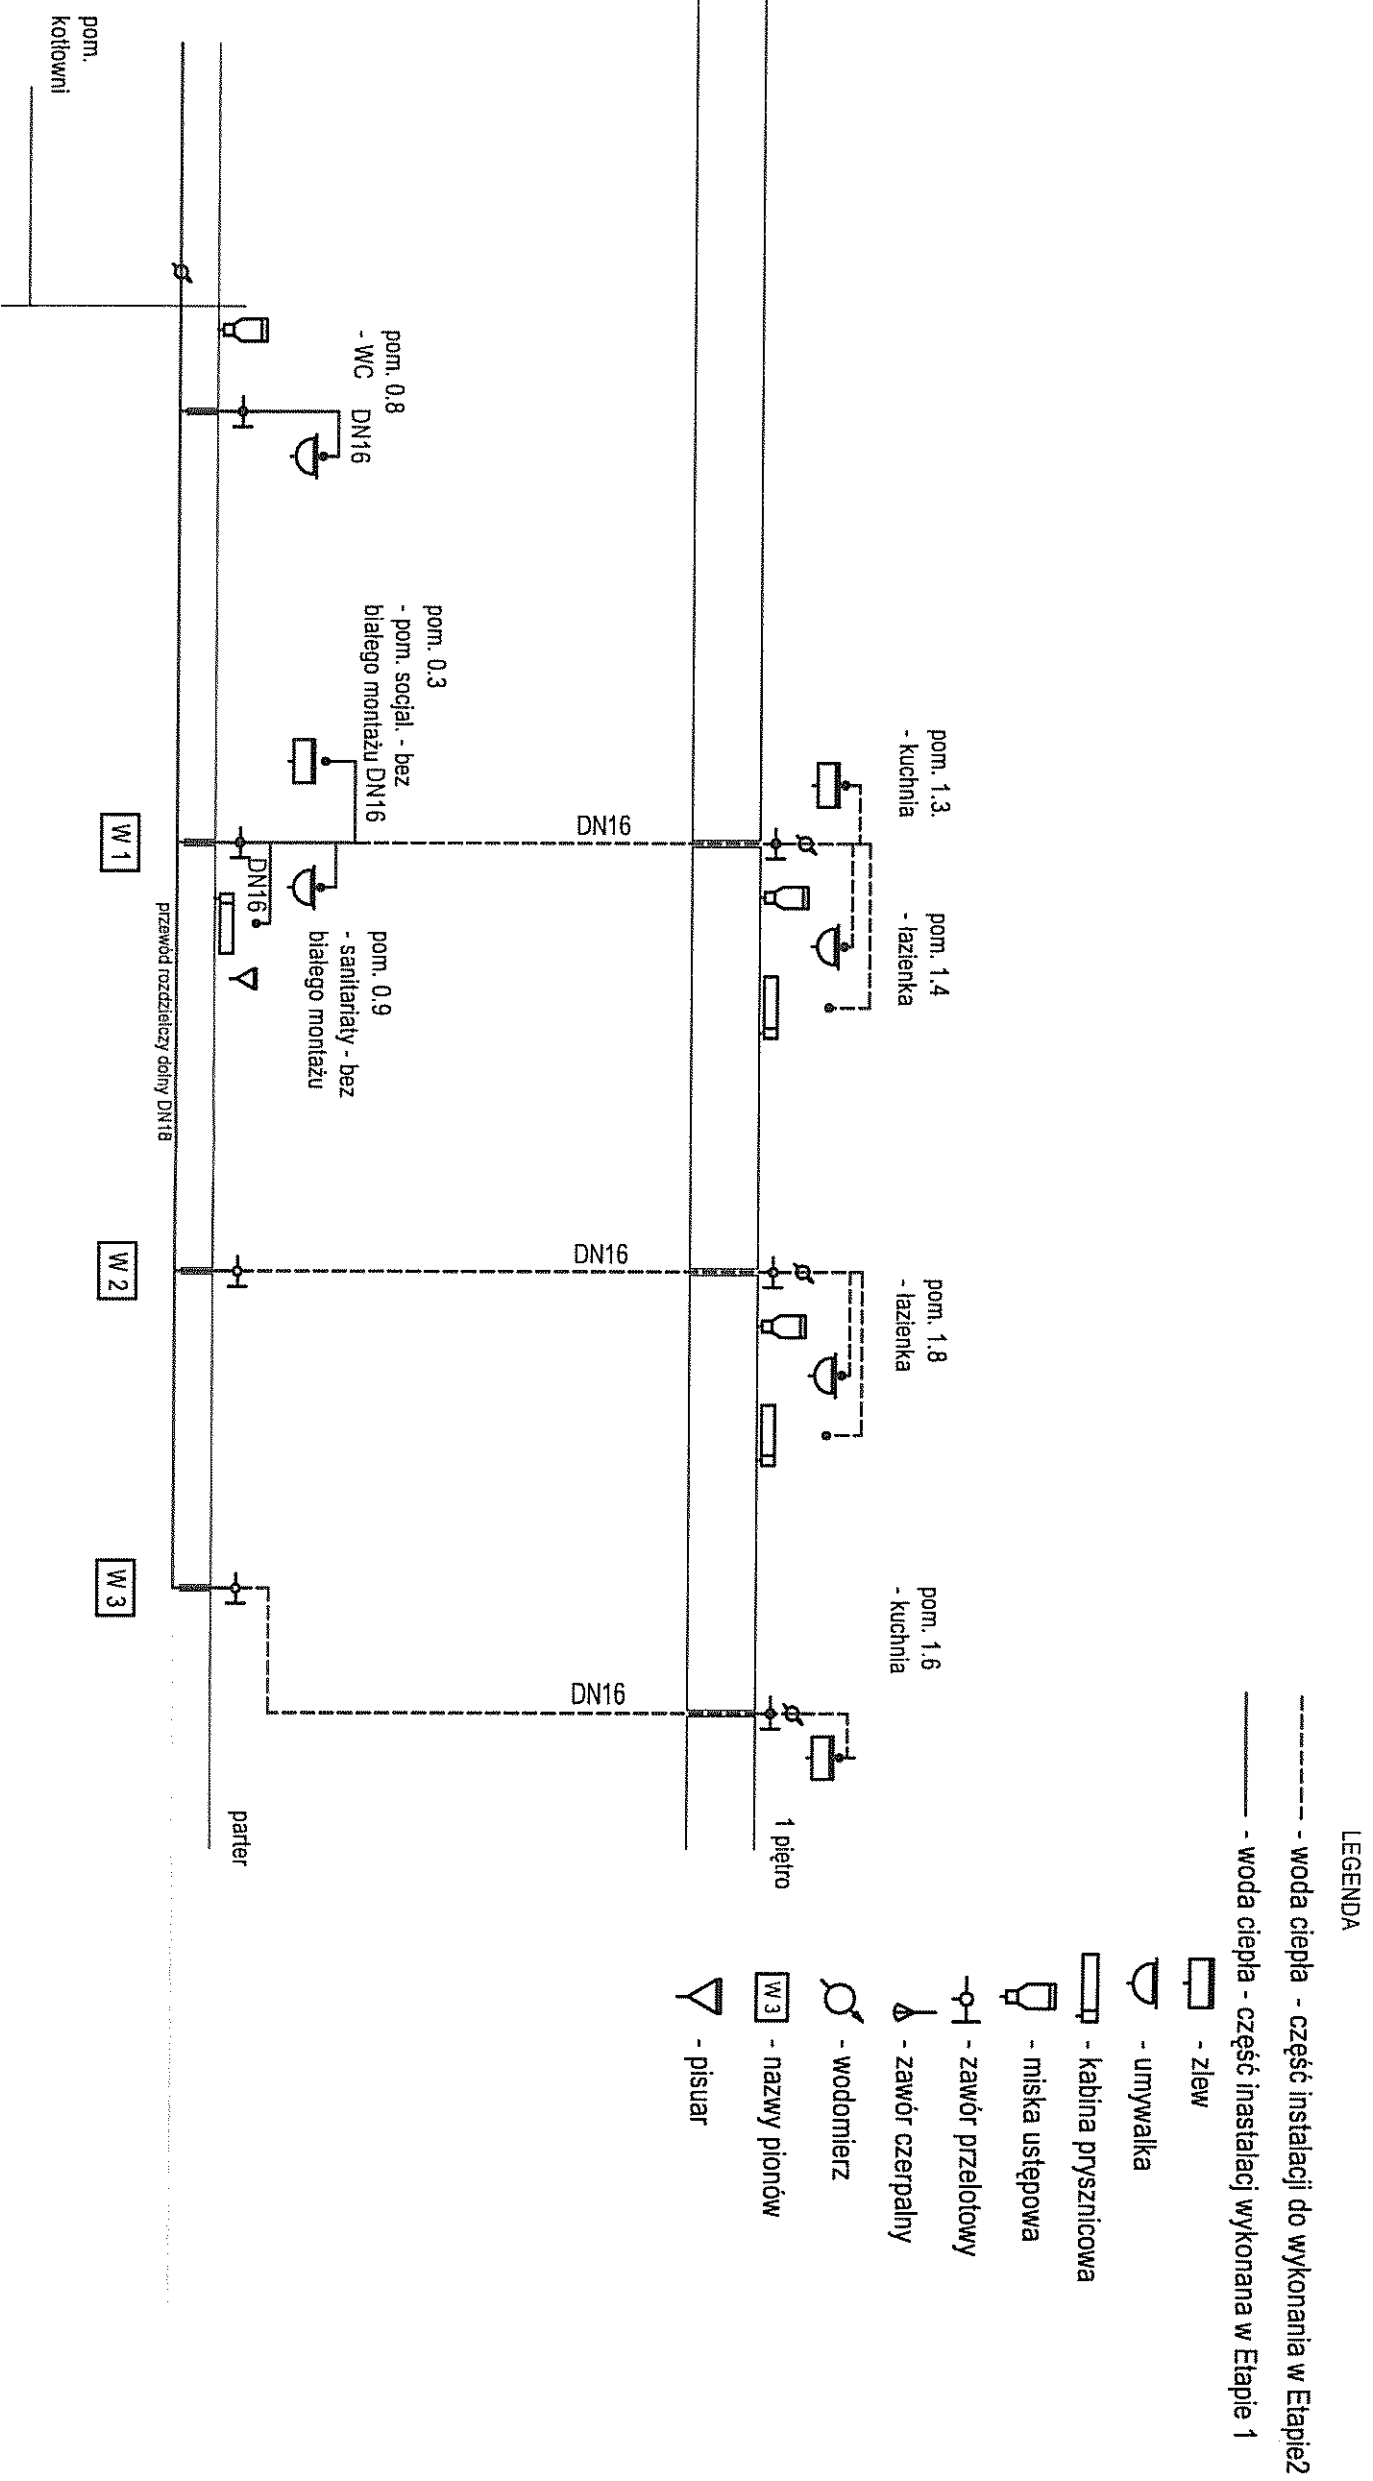 LEGENDA
- woda ciepła - część instalacji do wykonania w Etapie2
- woda ciepła - część inastalacj wykonana w Etapie 1
- zlew
- umywalka
- kabina prysznicowa
- miska ustępowa
- zawór przelotowy
- zawór czerpalny
- wodomierz
W 3
- nazwy pionów
- pisuar
pom. 1.3.
- kuchnia
pom. 1.4
- łazienka
pom. 1.8
- łazienka
pom. 1.6
- kuchnia
1 piętro
DN16
DN16
DN16
pom. 0.8
- WC
DN16
pom. 0.3
- pom. socjal. - bez
białego montażu
DN16
DN16
pom. 0.9
- sanitariaty - bez
białego montażu
parter
przewód rozdzielczy dolny DN18
W 1
W 2
W 3
pom.
kotłowni